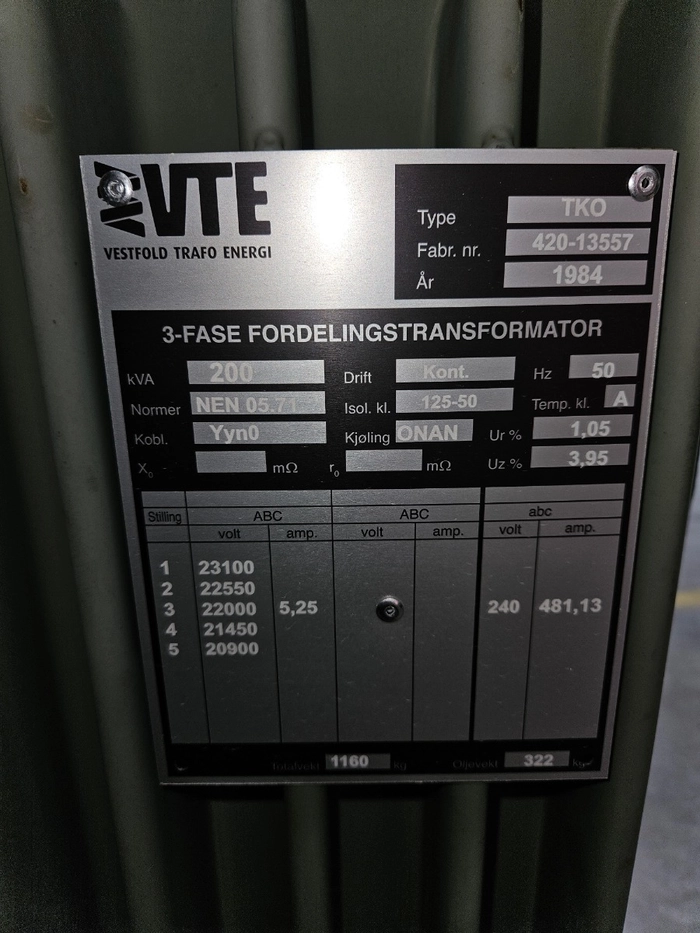 VTE
VESTFOLD TRAFO ENERGI
Type TKO
Fabr. nr. 420-13557
År 1984
3-FASE FORDELINGSTRANSFORMATOR
kVA 200 Drift Kont. Hz 50
Normer NEN 05.71 Isol. kl. 125-50 Temp. kl. A
Kobl. Yyn0 Kjøling ONAN Ur % 1,05
X₀ mΩ r₀ mΩ Uz % 3,95
Stilling ABC ABC abc
volt amp. volt amp. volt amp.
1 23100
2 22550
3 22000 5,25 240 481,13
4 21450
5 20900
Totalvekt 1160 kg Oljevekt 322